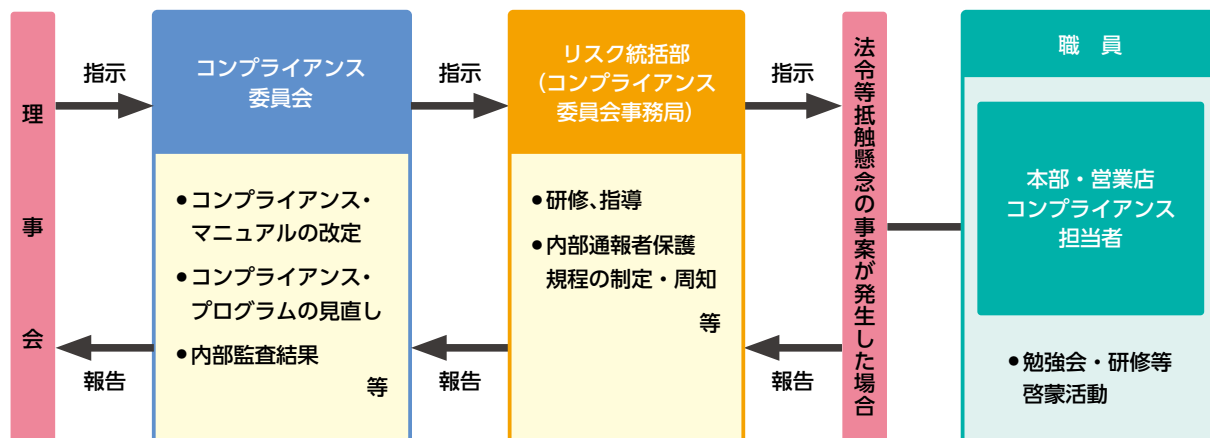 理事会
指示
報告
コンプライアンス
委員会
●コンプライアンス・
マニュアルの改定
●コンプライアンス・
プログラムの見直し
●内部監査結果
等
指示
報告
リスク統括部
（コンプライアンス
委員会事務局）
●研修、指導
●内部通報者保護
規程の制定・周知
等
指示
報告
法令等抵触懸念の事案が発生した場合
職　員
本部・営業店
コンプライアンス
担当者
●勉強会・研修等
啓蒙活動